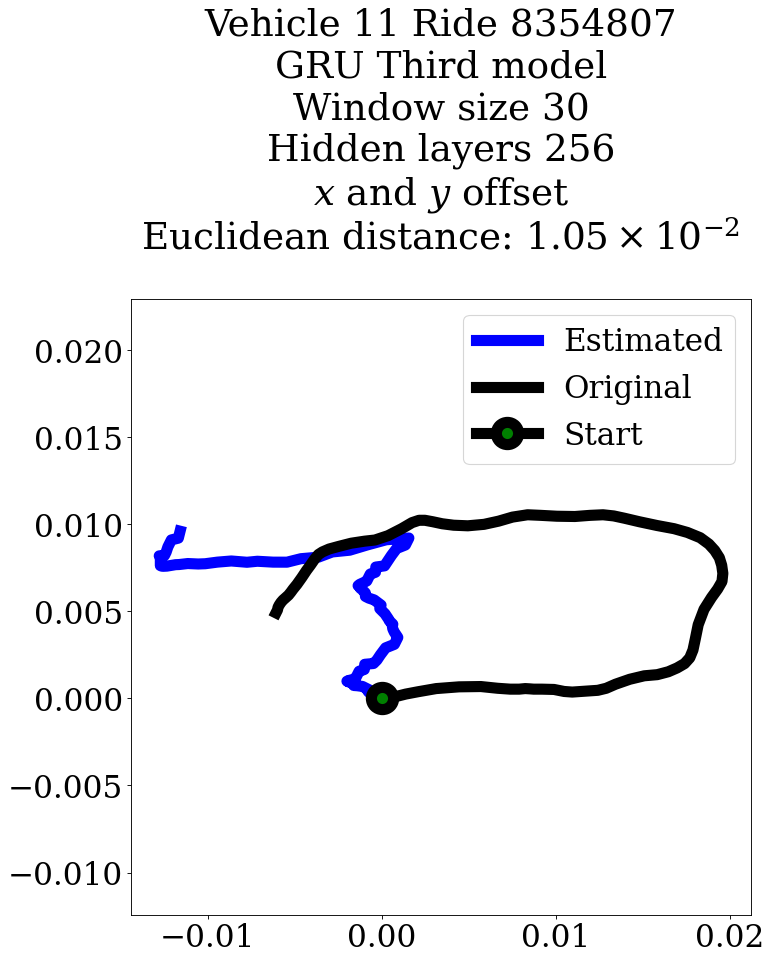 Vehicle 11 Ride 8354807
GRU Third model
Window size 30
Hidden layers 256
x and y offset
Euclidean distance: 1.05 × 10⁻²
Estimated
Original
Start
0.020
0.015
0.010
0.005
0.000
−0.005
−0.010
−0.01 0.00 0.01 0.02